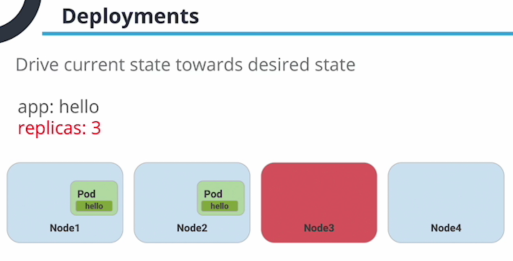 Deployments
Drive current state towards desired state
app: hello
replicas: 3
Pod
hello
Node1
Pod
hello
Node2
Node3
Node4